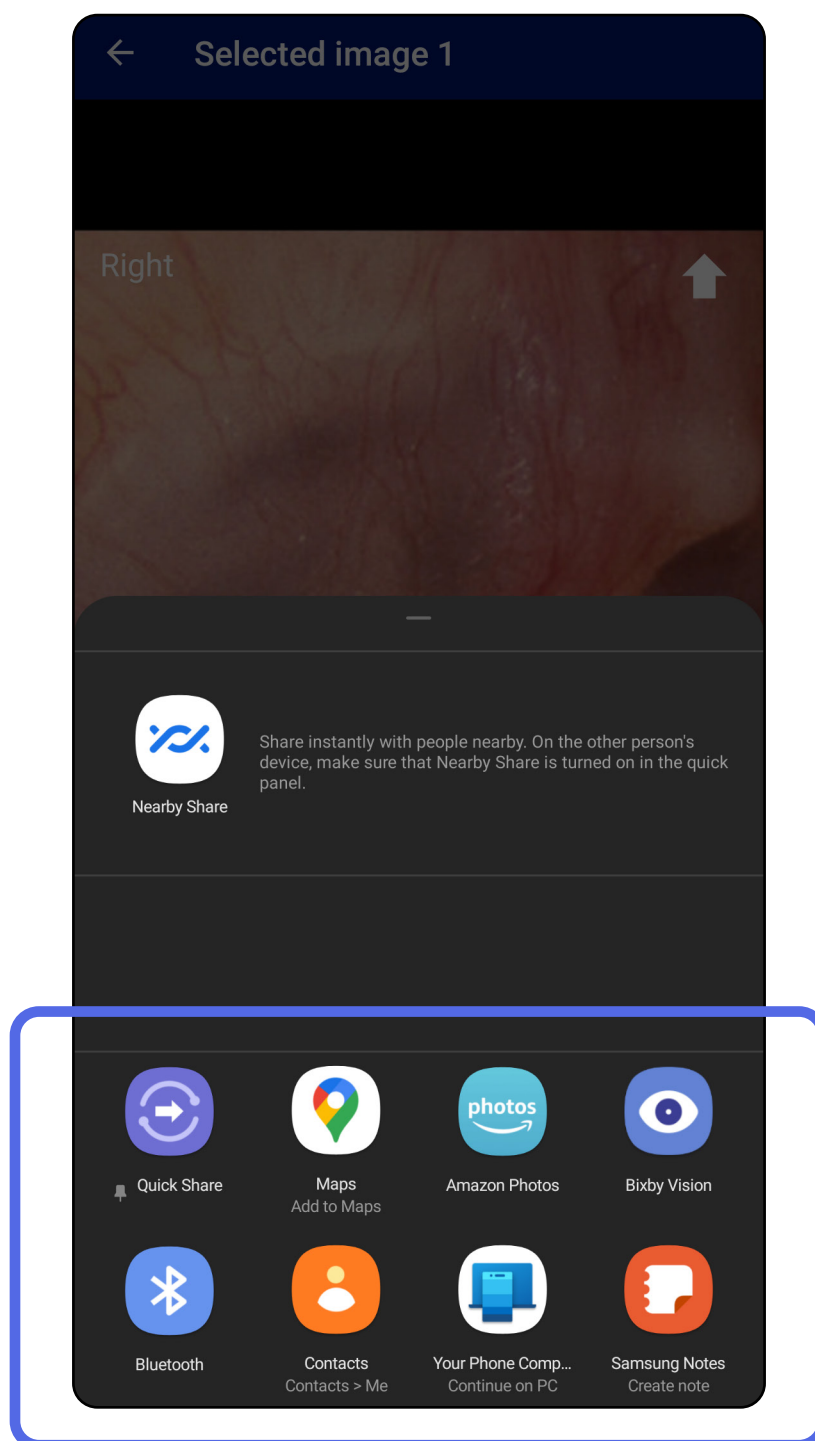 Selected image 1
Right
Share instantly with people nearby. On the other person's
device, make sure that Nearby Share is turned on in the quick
panel.
Nearby Share
photos
Quick Share
Maps
Amazon Photos
Bixby Vision
Add to Maps
Bluetooth
Contacts
Your Phone Comp...
Samsung Notes
Contacts > Me
Continue on PC
Create note